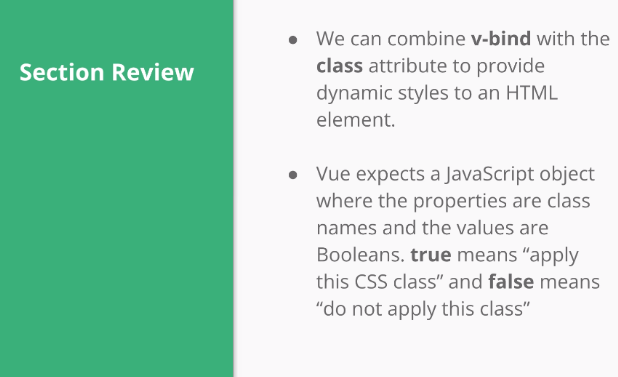 Section Review
● We can combine v-bind with the
class attribute to provide
dynamic styles to an HTML
element.
● Vue expects a JavaScript object
where the properties are class
names and the values are
Booleans. true means “apply
this CSS class” and false means
“do not apply this class”